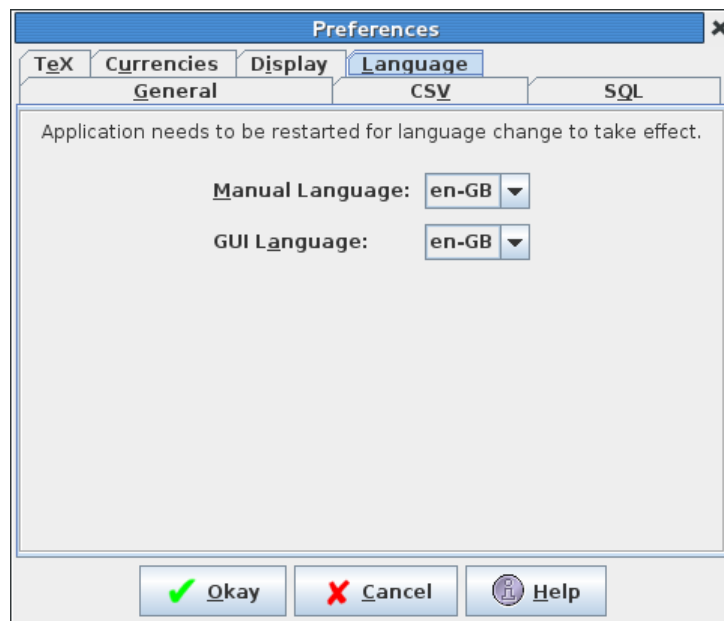 Preferences
TeX Currencies Display Language
General CSV SQL
Application needs to be restarted for language change to take effect.
Manual Language: en-GB
GUI Language: en-GB
Okay Cancel Help